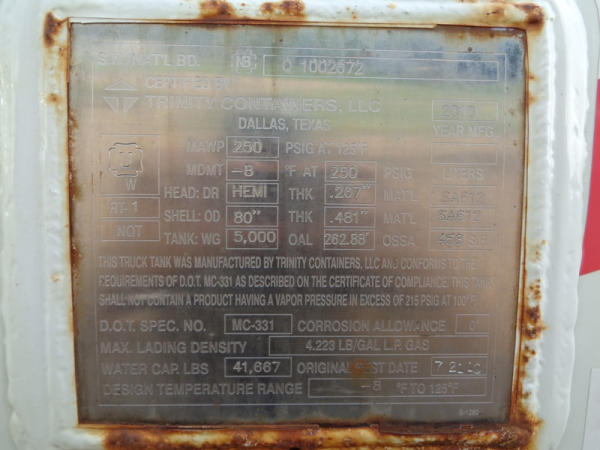 S.NO./NAT'L BD. NB 0 1002572
CERTIFIED BY
TRINITY CONTAINERS, LLC 2010
DALLAS, TEXAS YEAR MFG
U MAWP 250 PSIG AT 125°F
W MDMT -8 °F AT 250 PSIG LITERS
HEAD: DR HEMI THK .267" MATL SA612
RT-1 SHELL: OD 80" THK .481" MATL SA612
NOT TANK: WG 5,000 OAL 262.88" OSSA
THIS TRUCK TANK WAS MANUFACTURED BY TRINITY CONTAINERS, LLC AND CONFORMS TO THE
REQUIREMENTS OF D.O.T. MC-331 AS DESCRIBED ON THE CERTIFICATE OF COMPLIANCE. THIS TANK
SHALL NOT CONTAIN A PRODUCT HAVING A VAPOR PRESSURE IN EXCESS OF 215 PSIG AT 100°F.
D.O.T. SPEC. NO. MC-331 CORROSION ALLOWANCE 0"
MAX. LADING DENSITY 4.223 LB/GAL L.P. GAS
WATER CAP. LBS 41,667 ORIGINAL TEST DATE
DESIGN TEMPERATURE RANGE -8 °F TO 125°F